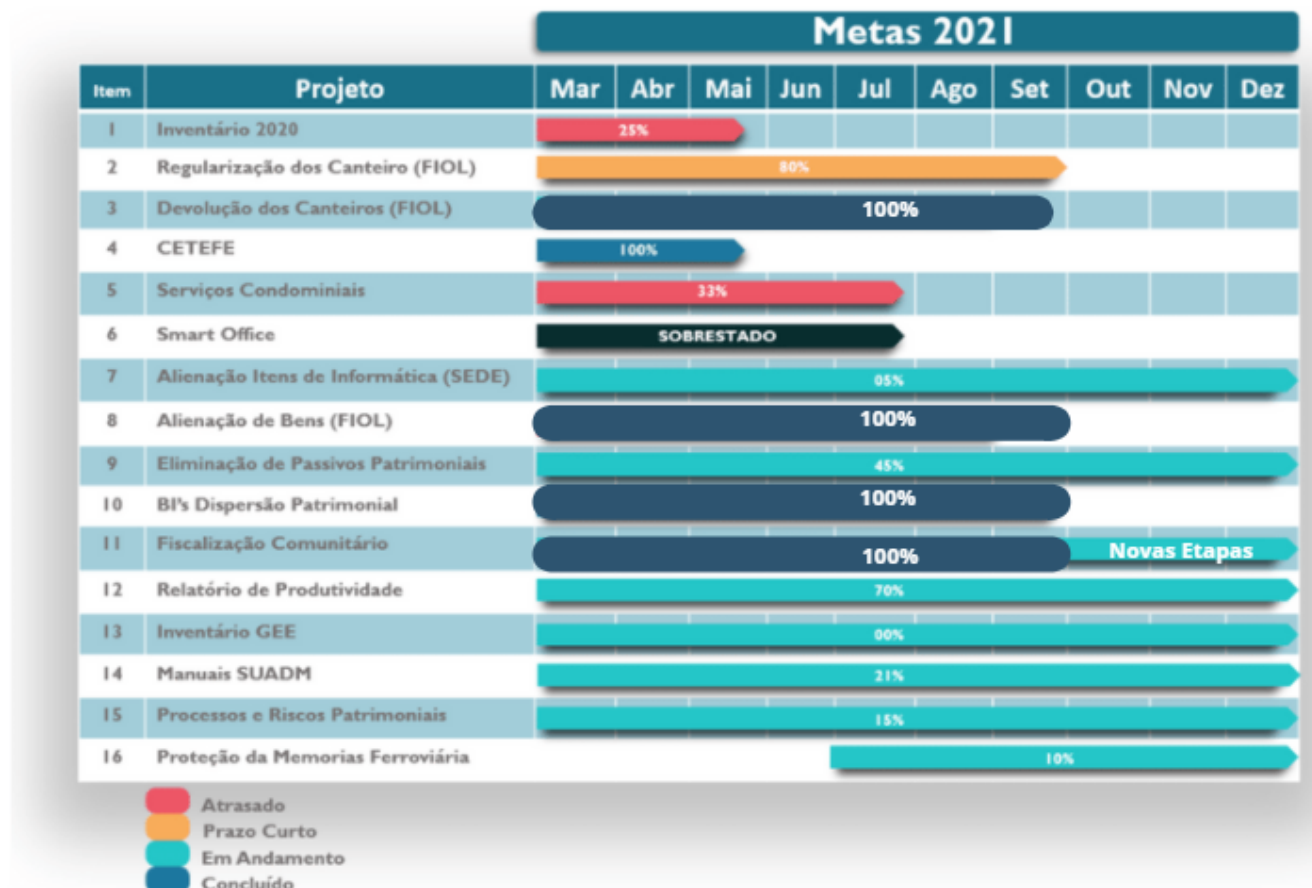 Metas 2021
Item Projeto Mar Abr Mai Jun Jul Ago Set Out Nov Dez
1 Inventário 2020 25%
2 Regularização dos Canteiro (FIOL) 80%
3 Devolução dos Canteiros (FIOL) 100%
4 CETEFE 100%
5 Serviços Condominiais 33%
6 Smart Office SOBRESTADO
7 Alienação Itens de Informática (SEDE) 05%
8 Alienação de Bens (FIOL) 100%
9 Eliminação de Passivos Patrimoniais 45%
10 BI's Dispersão Patrimonial 100%
11 Fiscalização Comunitário 100% Novas Etapas
12 Relatório de Produtividade 70%
13 Inventário GEE 00%
14 Manuais SUADM 21%
15 Processos e Riscos Patrimoniais 15%
16 Proteção da Memorias Ferroviária 10%
Atrasado
Prazo Curto
Em Andamento
Concluído